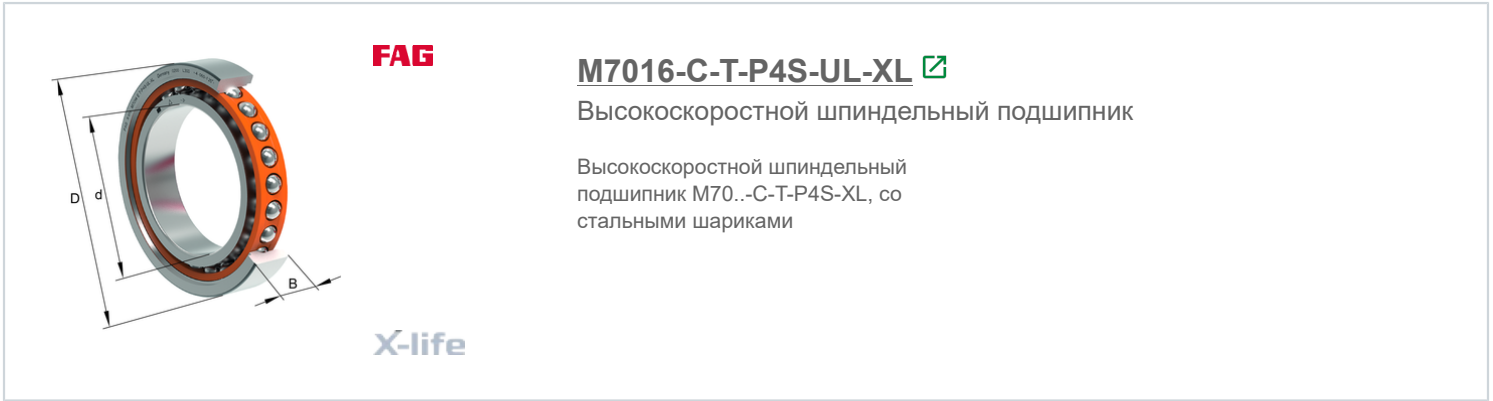 FAG
M7016-C-T-P4S-UL-XL
Высокоскоростной шпиндельный подшипник
Высокоскоростной шпиндельный
подшипник M70..-C-T-P4S-XL, со
стальными шариками
D
d
B
X-life